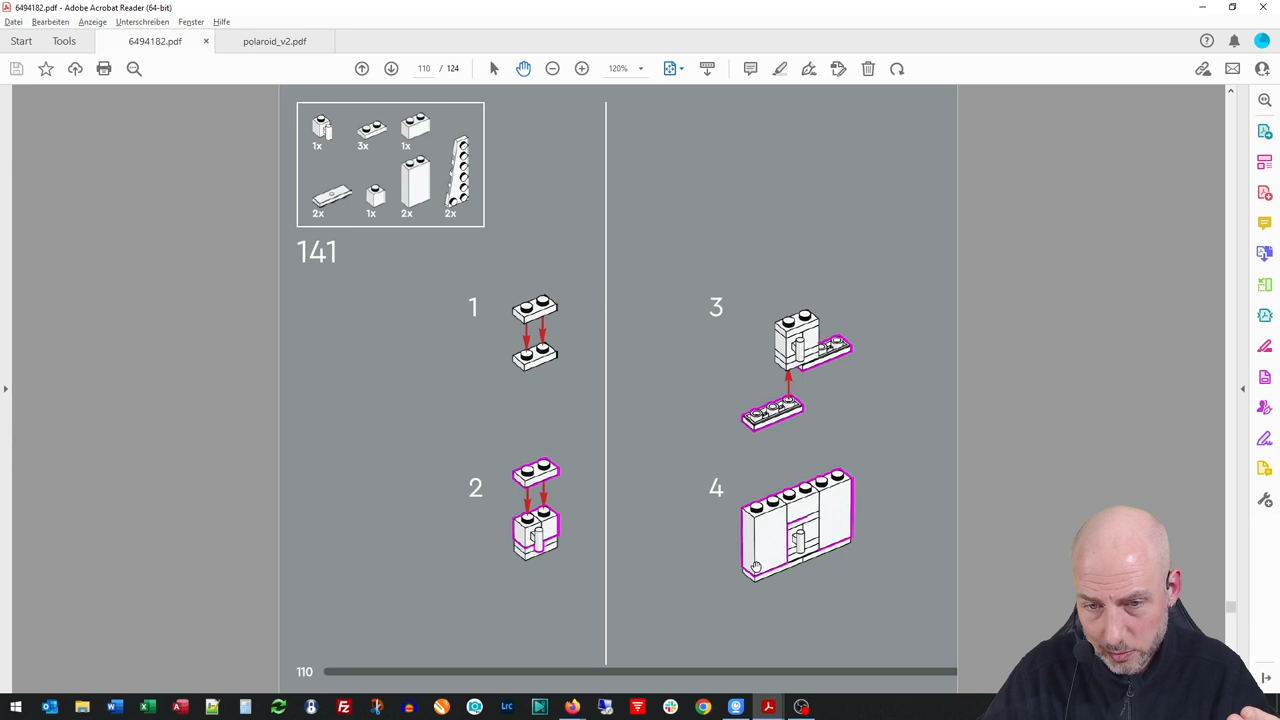 6494182.pdf - Adobe Acrobat Reader (64-bit)
Datei Bearbeiten Anzeige Unterschreiben Fenster Hilfe
Start Tools 6494182.pdf polaroid_v2.pdf
110 / 124 120%
1x 3x 1x
2x 1x 2x 2x
141
1 3
2 4
110
Lrc